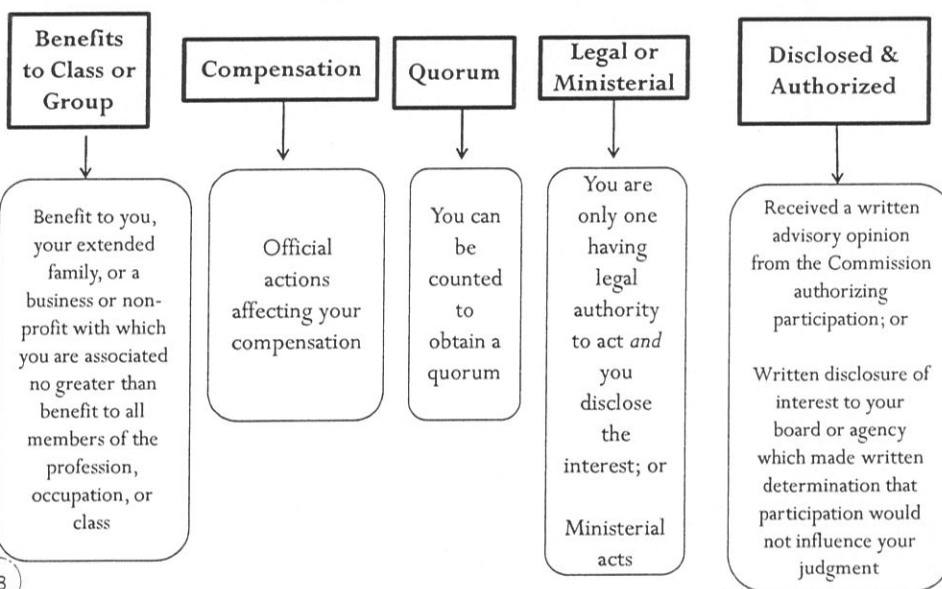 Benefits
to Class or
Group
Compensation
Quorum
Legal or
Ministerial
Disclosed &
Authorized
Benefit to you,
your extended
family, or a
business or non-
profit with which
you are associated
no greater than
benefit to all
members of the
profession,
occupation, or
class
Official
actions
affecting your
compensation
You can
be
counted
to
obtain a
quorum
You are
only one
having
legal
authority
to act and
you
disclose
the
interest; or
Ministerial
acts
Received a written
advisory opinion
from the Commission
authorizing
participation; or
Written disclosure of
interest to your
board or agency
which made written
determination that
participation would
not influence your
judgment